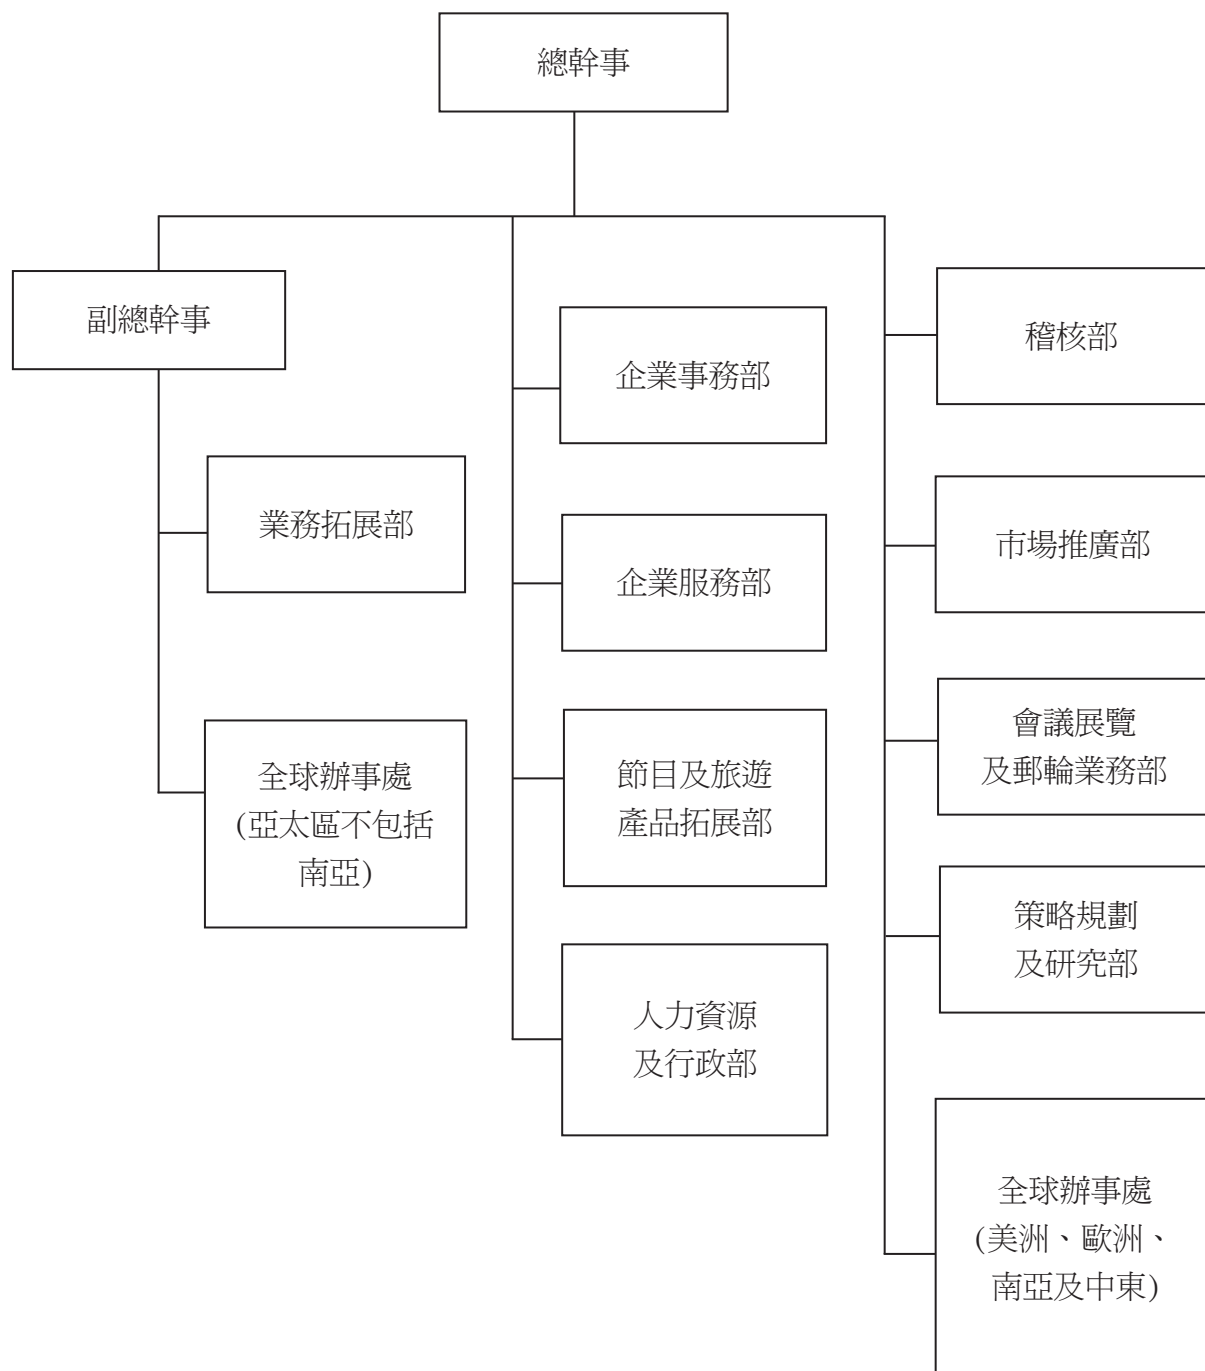 總幹事
副總幹事
業務拓展部
全球辦事處
(亞太區不包括
南亞)
企業事務部
企業服務部
節目及旅遊
產品拓展部
人力資源
及行政部
稽核部
市場推廣部
會議展覽
及郵輪業務部
策略規劃
及研究部
全球辦事處
(美洲、歐洲、
南亞及中東)